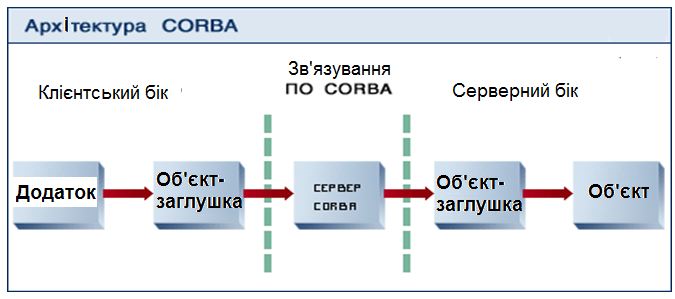 Архітектура CORBA
Клієнтський бік
Зв'язування
ПО CORBA
Серверний бік
Додаток
Об'єкт-
заглушка
СЕРВЕР
CORBA
Об'єкт-
заглушка
Об'єкт